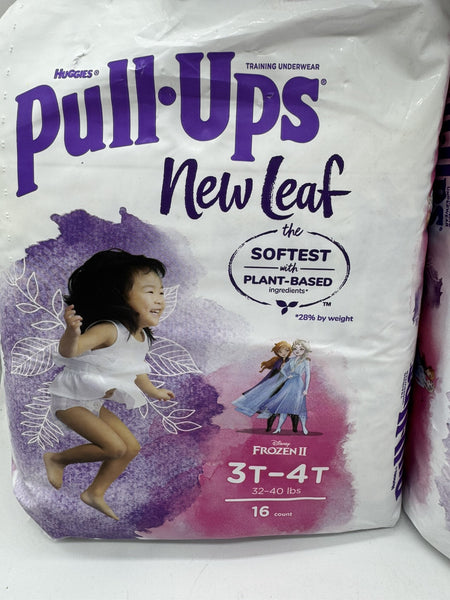 HUGGIES®
TRAINING UNDERWEAR
Pull·Ups®
New Leaf
the
SOFTEST
with
PLANT-BASED
ingredients*
TM
*28% by weight
Disney
FROZEN II
3T-4T
32-40 lbs
16 count